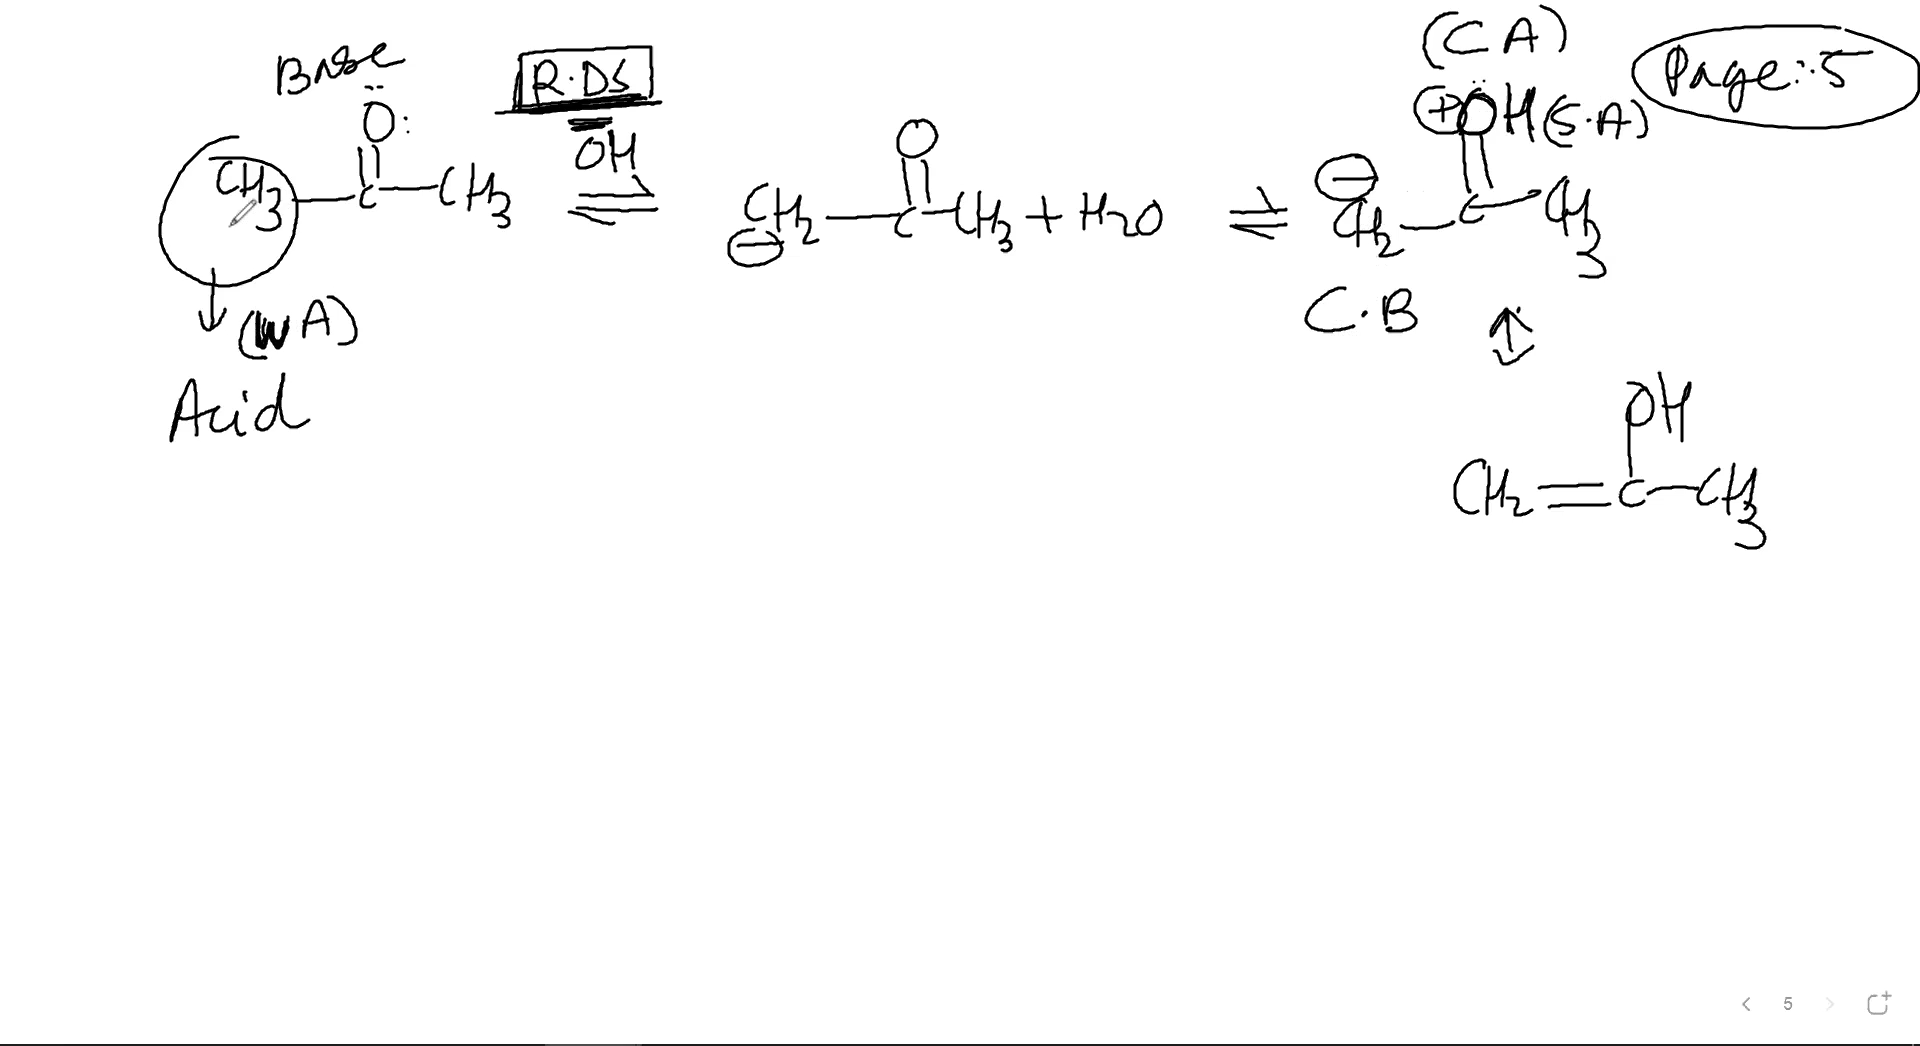 (CA)
Page:-5
Base
R.DS
⊕ÖH(S.A)
Ö:
OH
O
CH3—C—CH3 ⇌ CH2—C—CH3 + H2O ⇌ CH2—C—CH3
⊖ ⊖
(WA)
C.B
Acid
OH
CH2=C—CH3
5